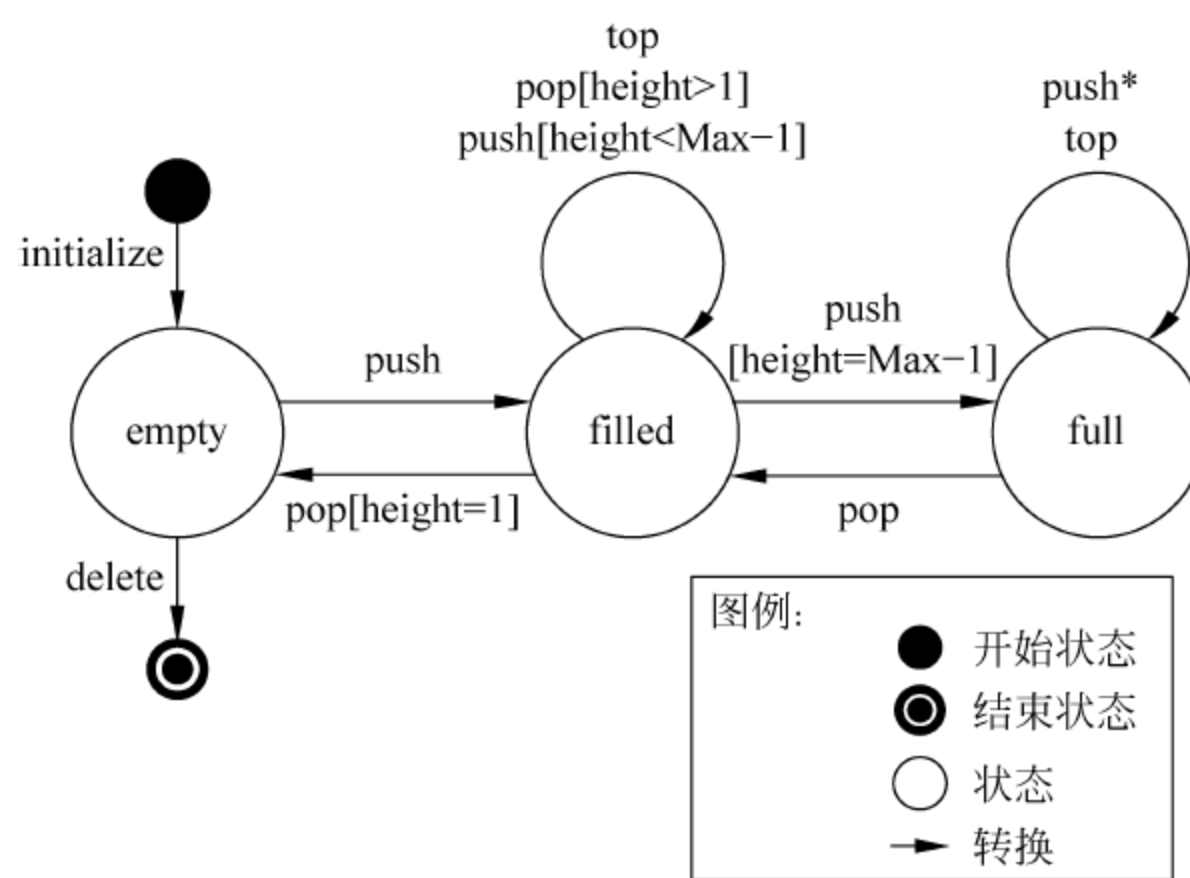 top
pop[height>1]
push[height<Max−1]
push*
top
initialize
push
push
[height=Max−1]
empty
filled
full
pop[height=1]
pop
delete
图例：
开始状态
结束状态
状态
转换